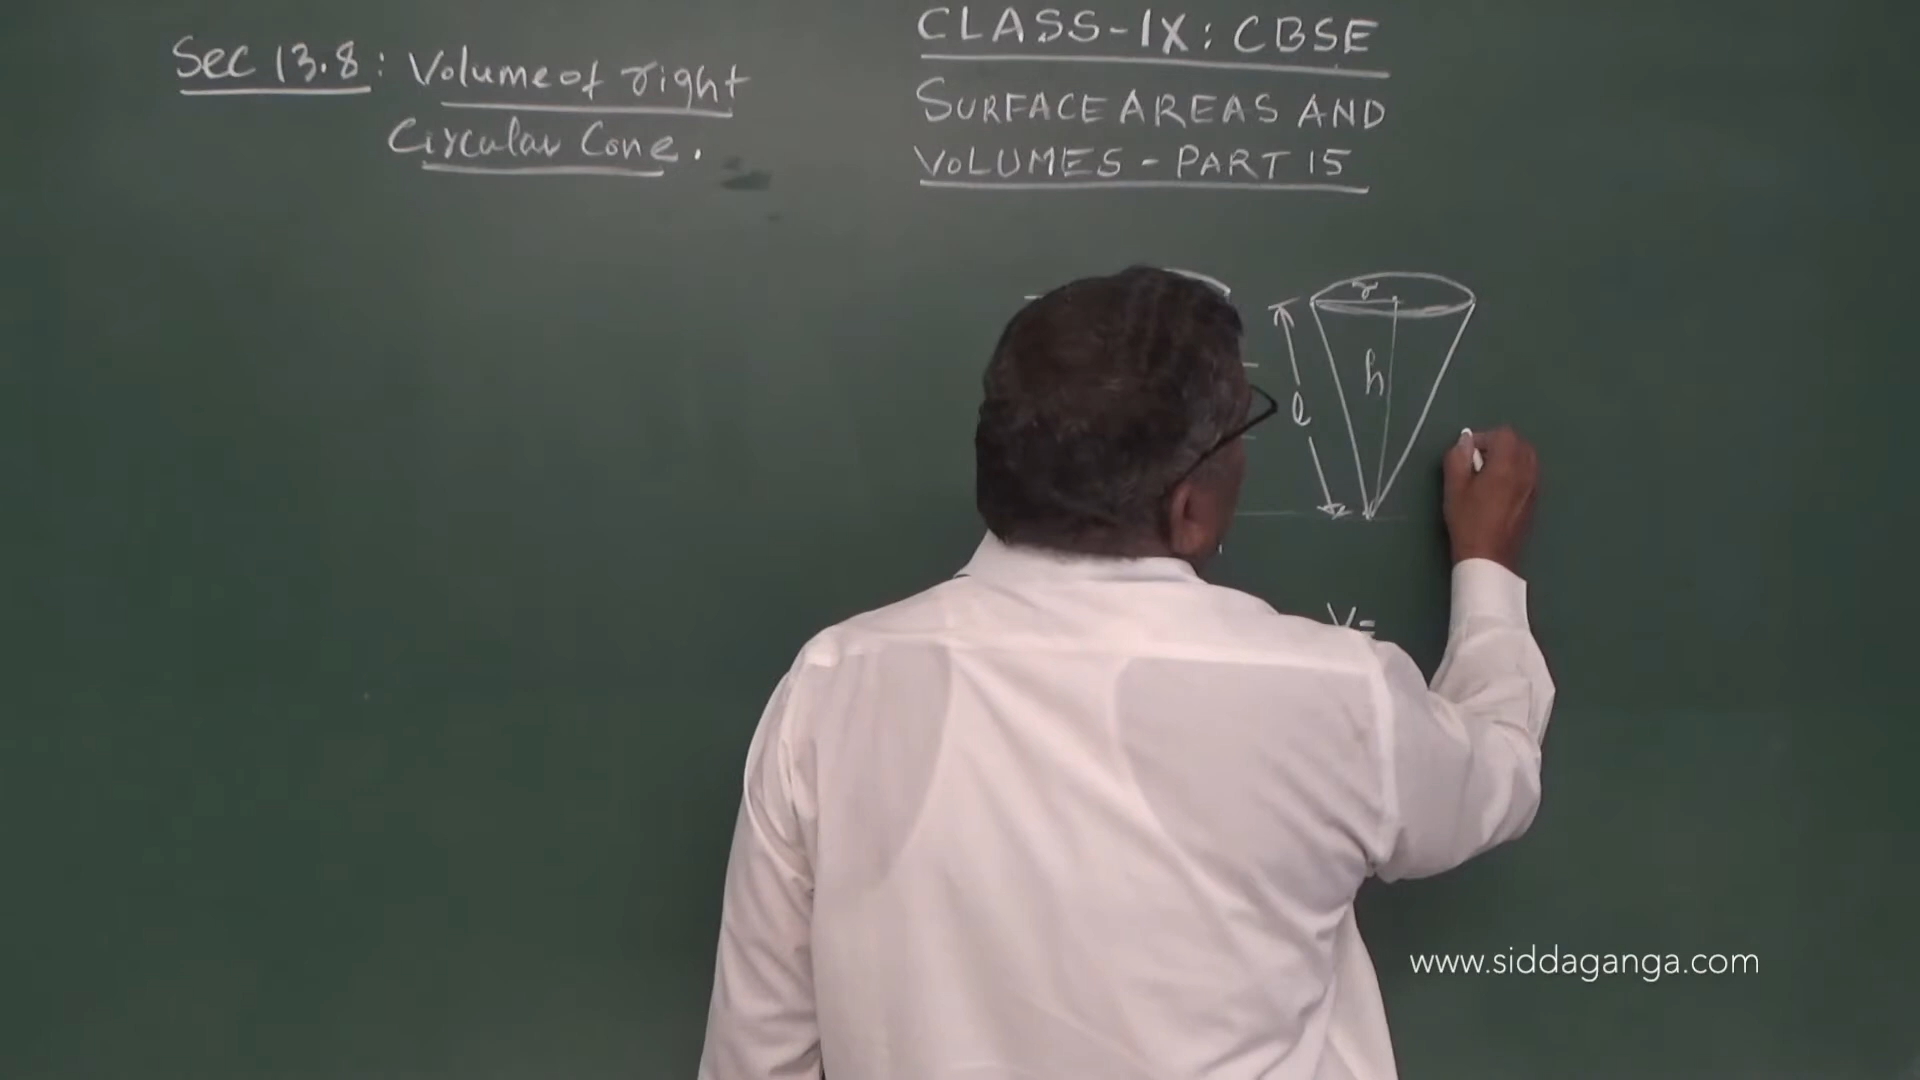 Sec 13.8: Volume of right
Circular Cone.
CLASS-IX: CBSE
SURFACE AREAS AND
VOLUMES - PART 15
r
h
l
V=
www.siddaganga.com